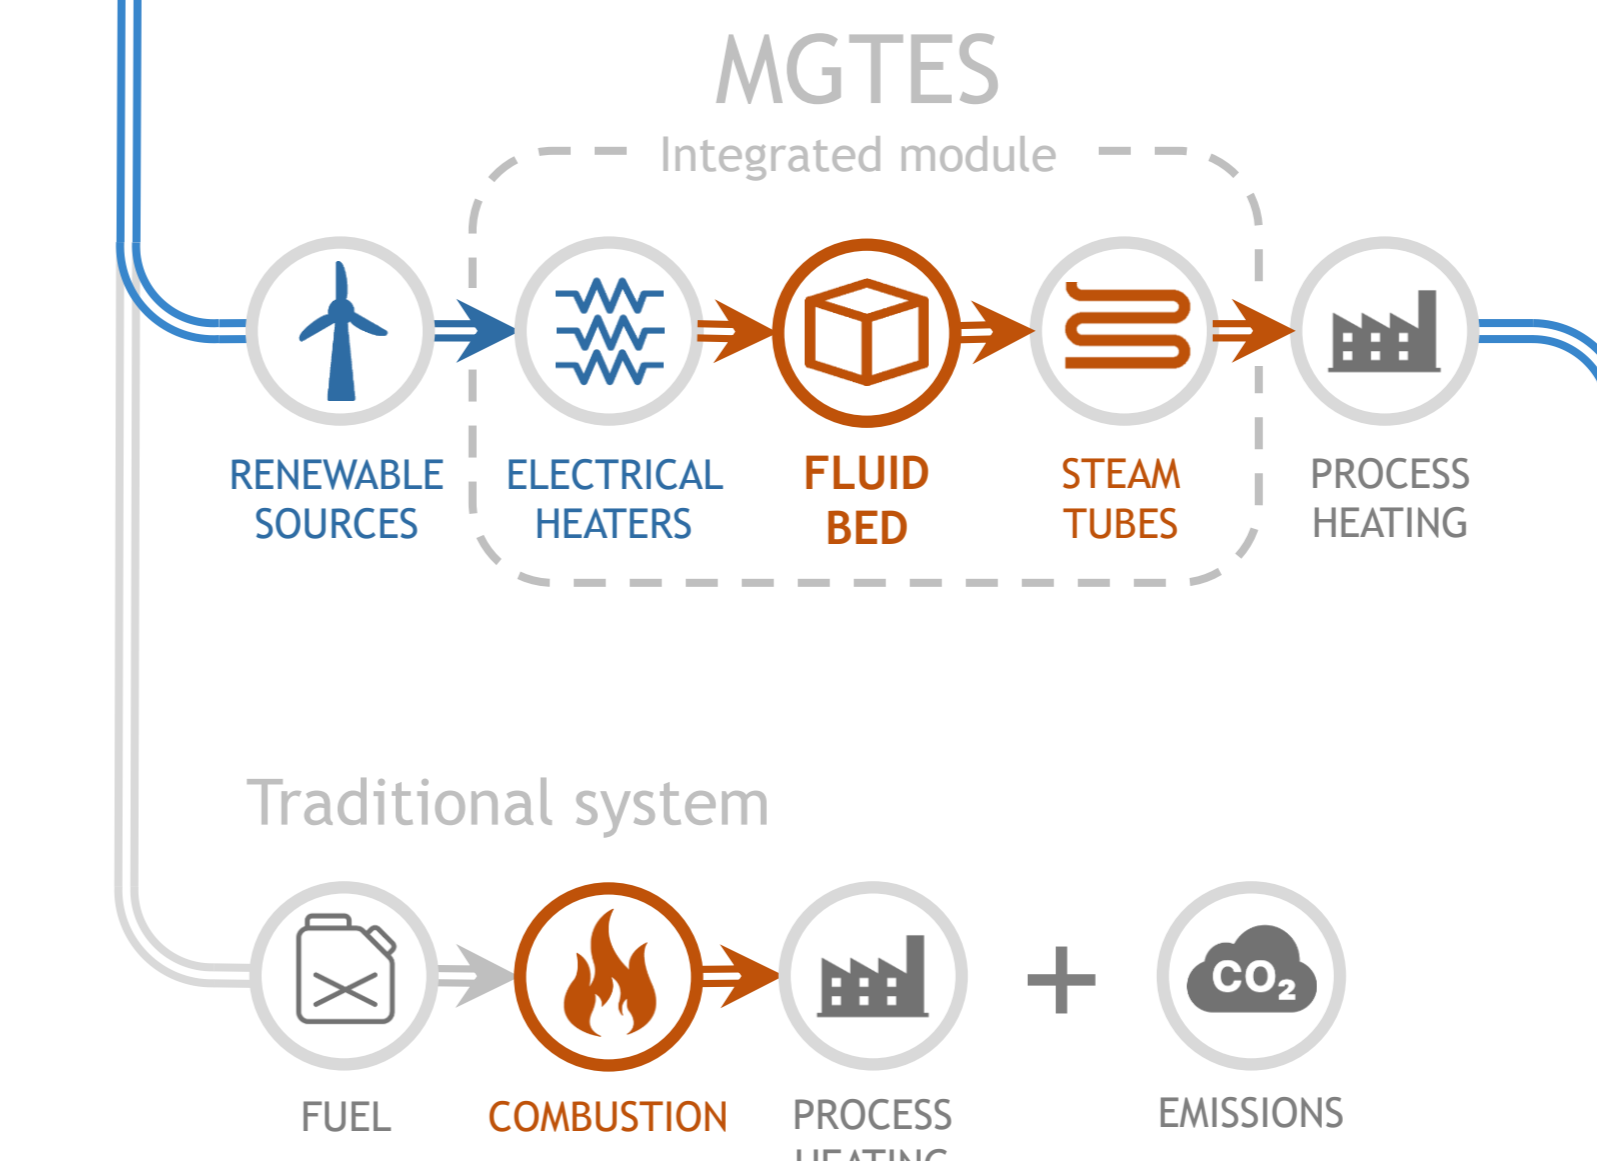 MGTES
Integrated module
RENEWABLE
SOURCES
ELECTRICAL
HEATERS
FLUID
BED
STEAM
TUBES
PROCESS
HEATING
Traditional system
CO₂
FUEL
COMBUSTION
PROCESS
HEATING
EMISSIONS